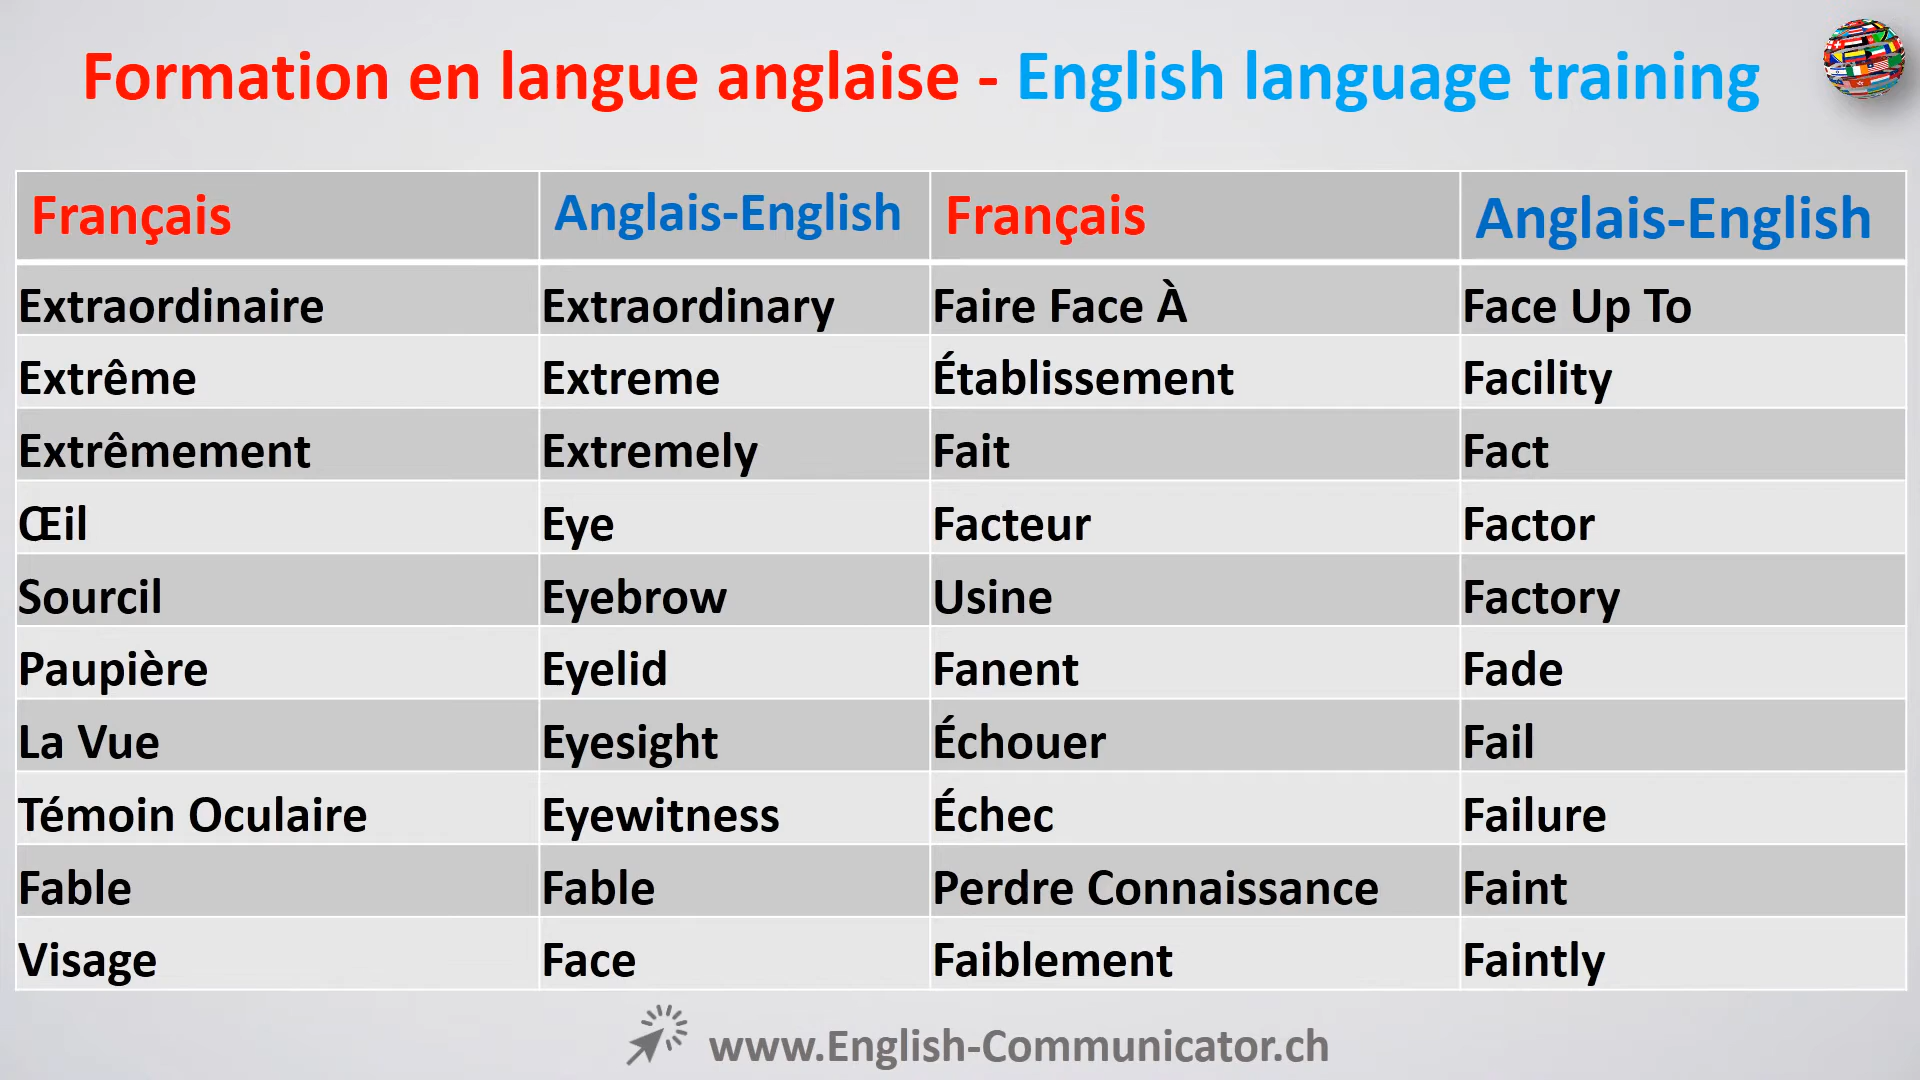 Formation en langue anglaise - English language training
Français Anglais-English Français Anglais-English
Extraordinaire Extraordinary Faire Face À Face Up To
Extrême Extreme Établissement Facility
Extrêmement Extremely Fait Fact
Œil Eye Facteur Factor
Sourcil Eyebrow Usine Factory
Paupière Eyelid Fanent Fade
La Vue Eyesight Échouer Fail
Témoin Oculaire Eyewitness Échec Failure
Fable Fable Perdre Connaissance Faint
Visage Face Faiblement Faintly
www.English-Communicator.ch